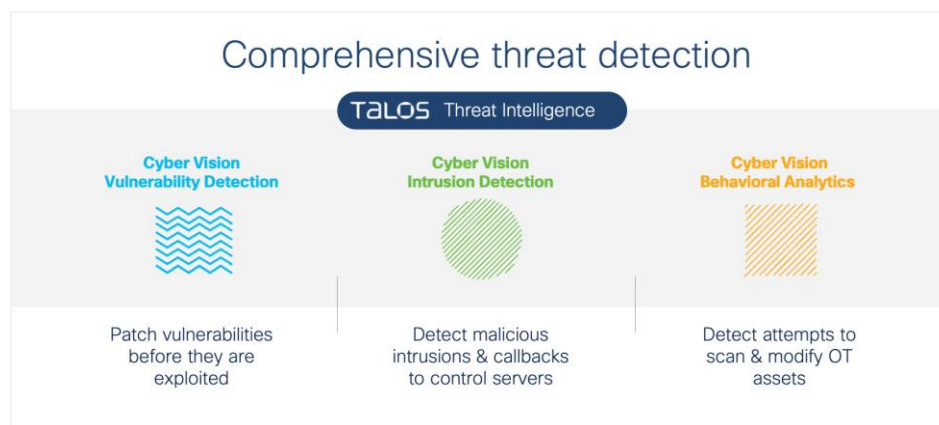 Comprehensive threat detection
TALOS Threat Intelligence
Cyber Vision
Vulnerability Detection
Cyber Vision
Intrusion Detection
Cyber Vision
Behavioral Analytics
Patch vulnerabilities
before they are
exploited
Detect malicious
intrusions & callbacks
to control servers
Detect attempts to
scan & modify OT
assets